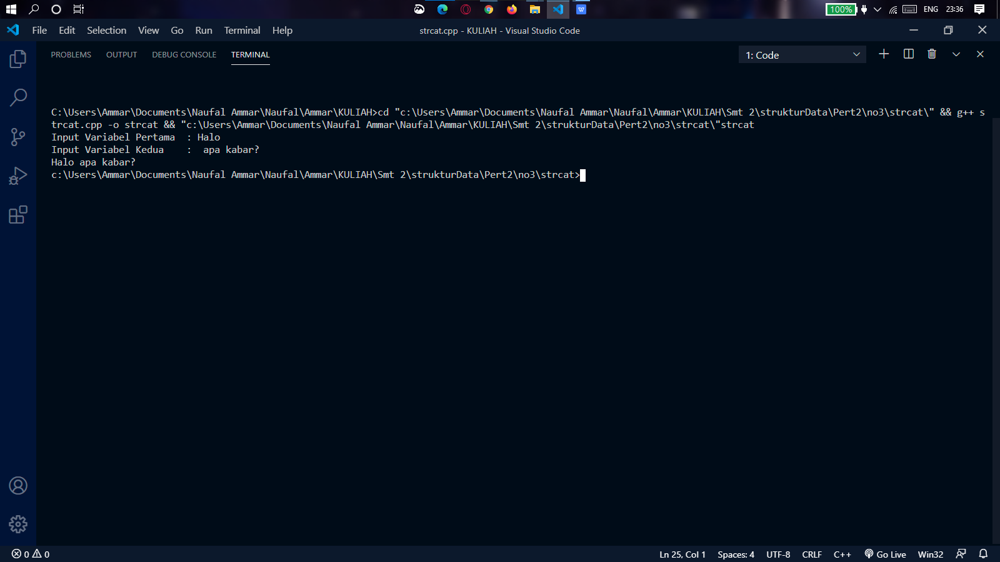 100%
ENG
23:36
File Edit Selection View Go Run Terminal Help
strcat.cpp - KULIAH - Visual Studio Code
PROBLEMS OUTPUT DEBUG CONSOLE TERMINAL
1: Code
C:\Users\Ammar\Documents\Naufal Ammar\Naufal\Ammar\KULIAH>cd "c:\Users\Ammar\Documents\Naufal Ammar\Naufal\Ammar\KULIAH\Smt 2\strukturData\Pert2\no3\strcat\" && g++ s
trcat.cpp -o strcat && "c:\Users\Ammar\Documents\Naufal Ammar\Naufal\Ammar\KULIAH\Smt 2\strukturData\Pert2\no3\strcat\"strcat
Input Variabel Pertama  : Halo
Input Variabel Kedua    :  apa kabar?
Halo apa kabar?
c:\Users\Ammar\Documents\Naufal Ammar\Naufal\Ammar\KULIAH\Smt 2\strukturData\Pert2\no3\strcat>
0 0
Ln 25, Col 1 Spaces: 4 UTF-8 CRLF C++ Go Live Win32